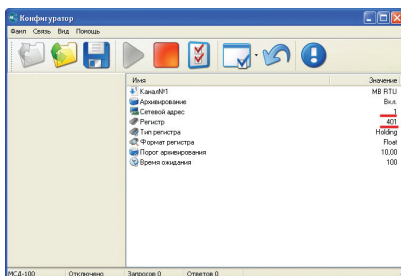 Конфигуратор
Файл Связь Вид Помощь
Имя Значение
Канал№1 MB RTU
Архивирование Вкл.
Сетевой адрес 1
Регистр 401
Тип регистра Holding
Формат регистра Float
Порог архивирования 10.00
Время ожидания 100
МСД-100 Отключено Запросов 0 Ответов 0